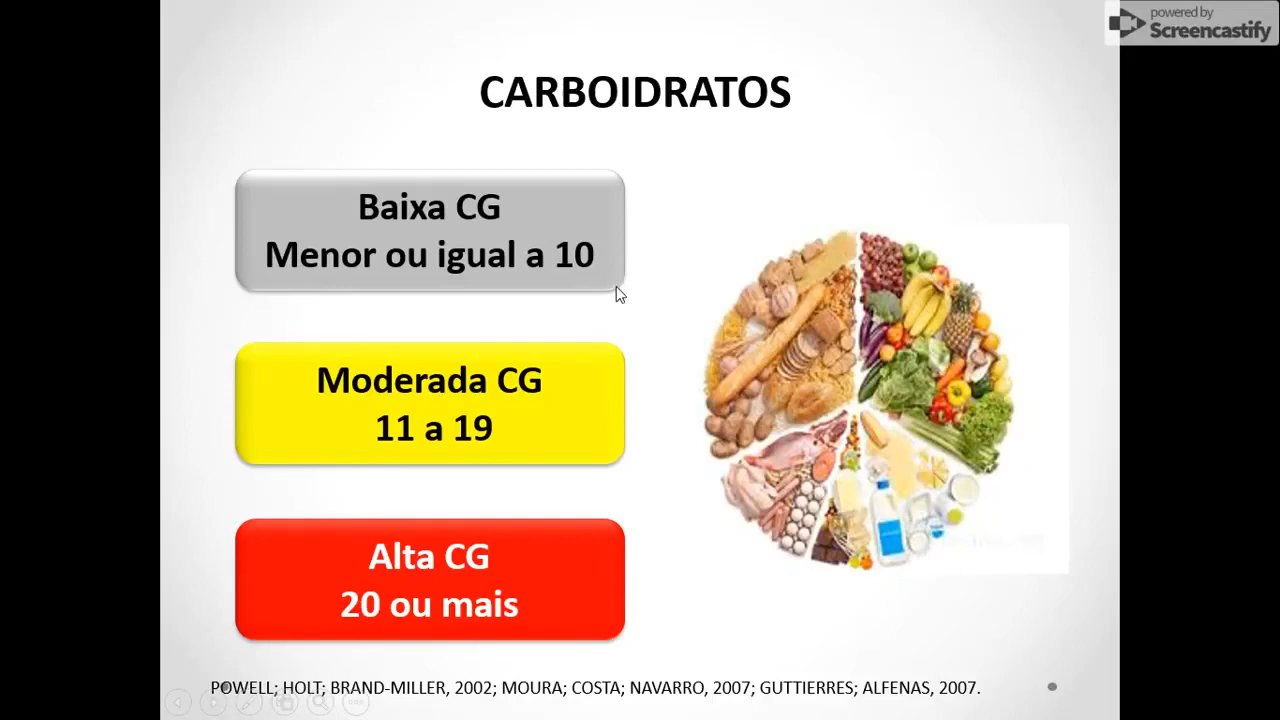 powered by
Screencastify
CARBOIDRATOS
Baixa CG
Menor ou igual a 10
Moderada CG
11 a 19
Alta CG
20 ou mais
POWELL; HOLT; BRAND-MILLER, 2002; MOURA; COSTA; NAVARRO, 2007; GUTTIERRES; ALFENAS, 2007.